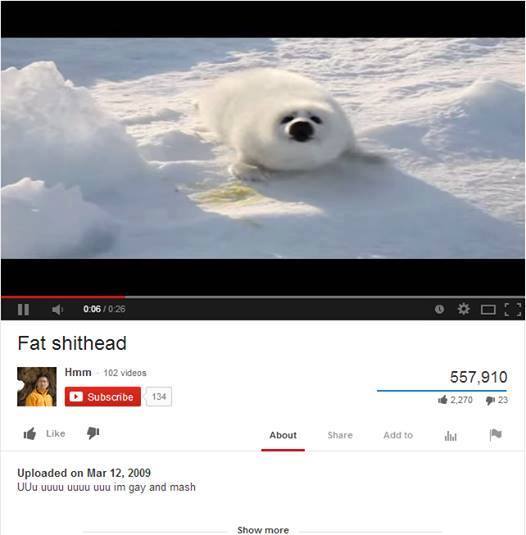 0:06 / 0:26
Fat shithead
Hmm · 102 videos
Subscribe 134
557,910
2,270 23
Like About Share Add to
Uploaded on Mar 12, 2009
UUu uuuu uuuu uuu im gay and mash
Show more